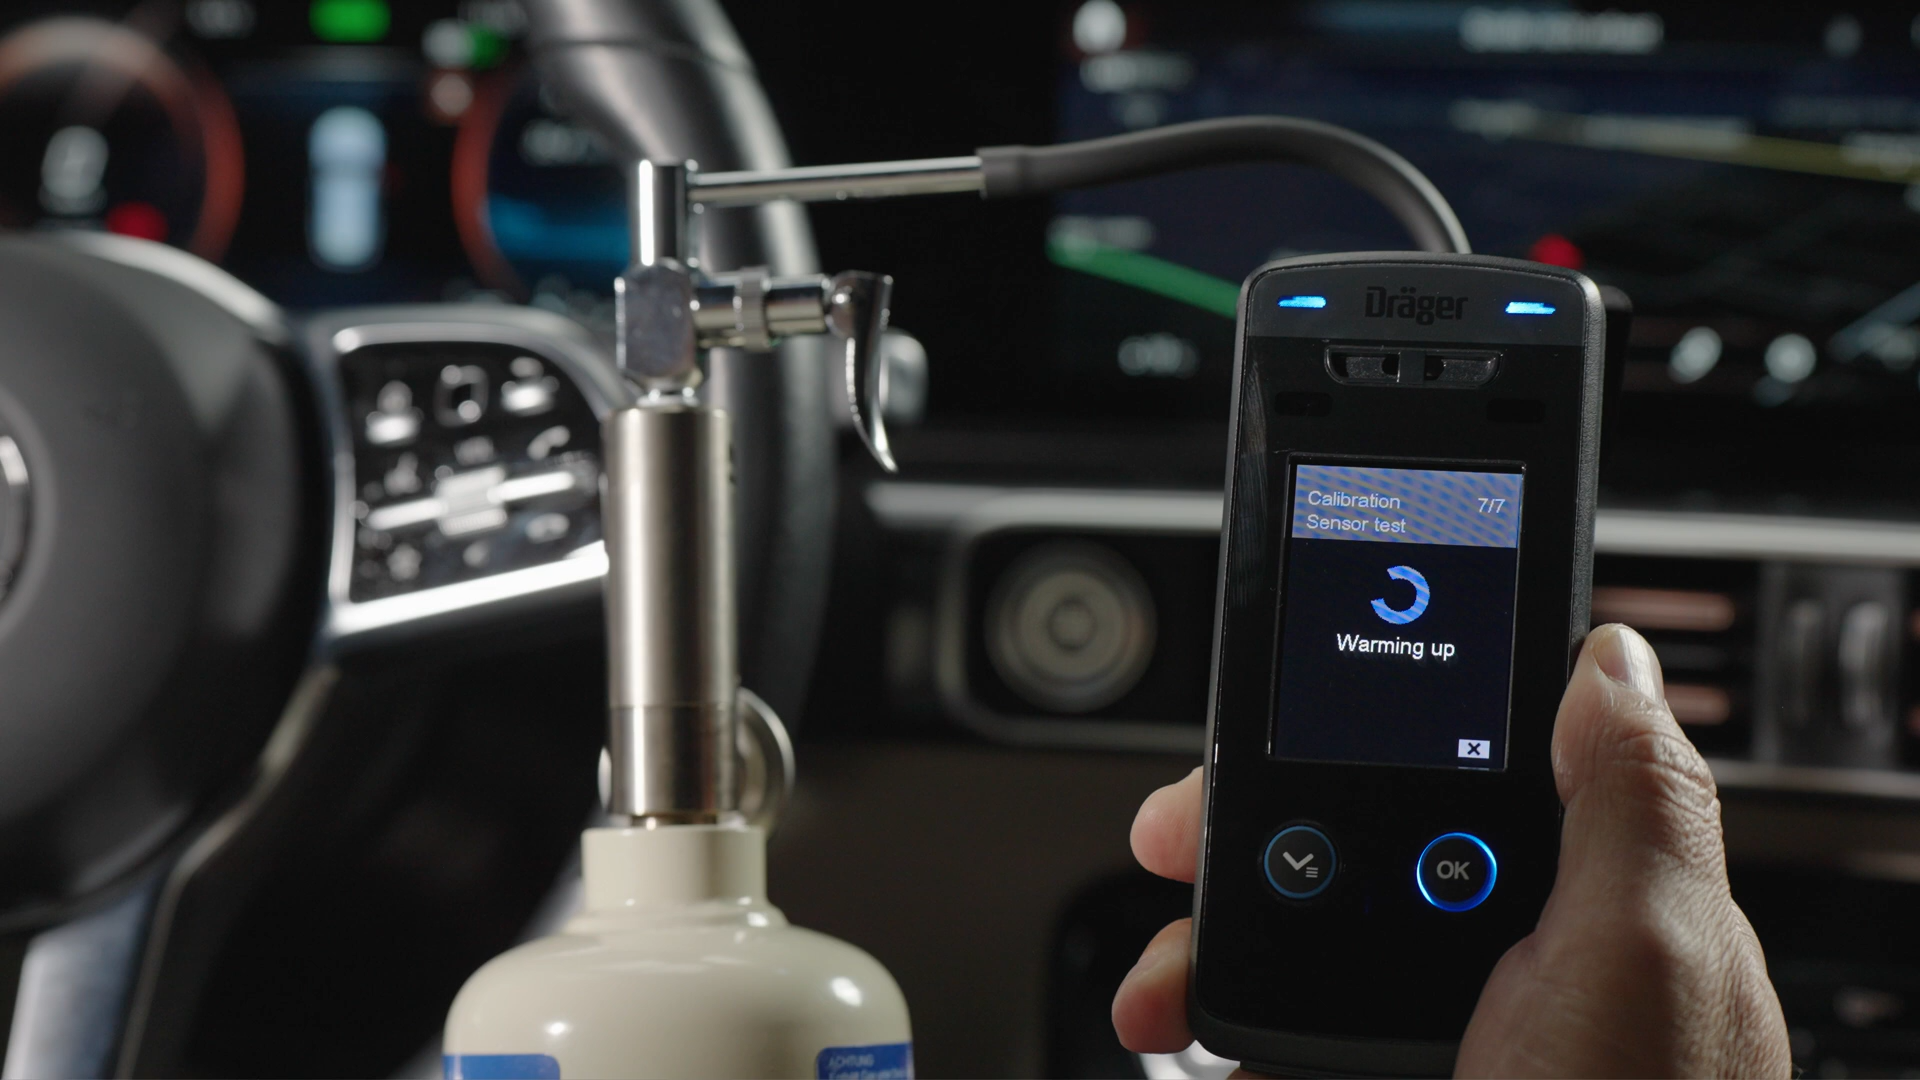 Dräger
Calibration 7/7
Sensor test
Warming up
OK
ACHTUNG